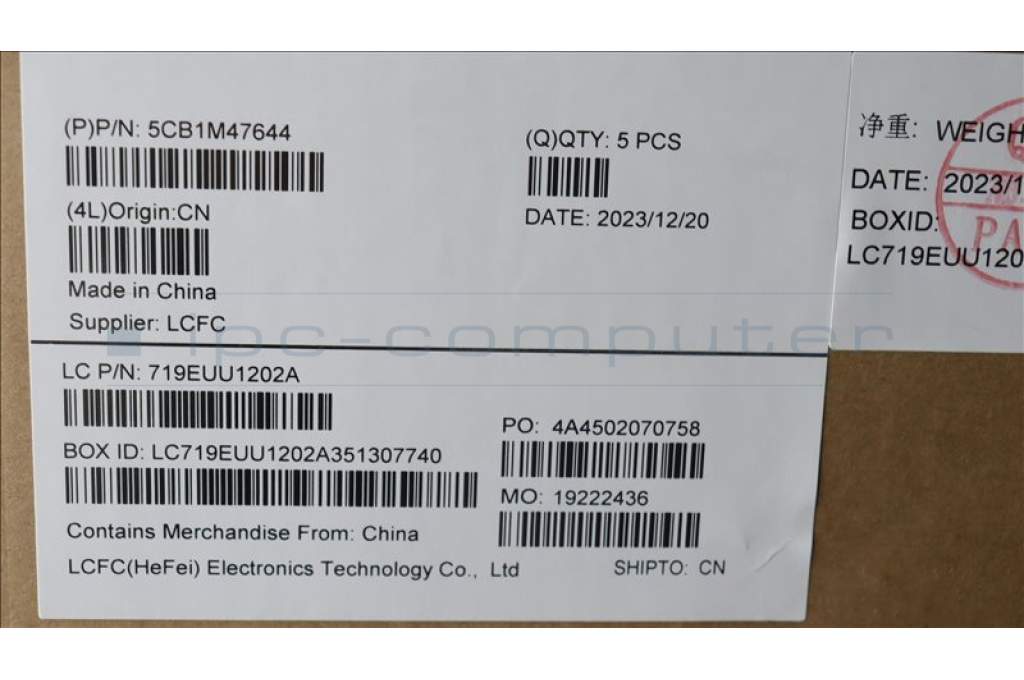 (P)P/N: 5CB1M47644
(Q)QTY: 5 PCS
(4L)Origin:CN
DATE: 2023/12/20
Made in China
Supplier: LCFC
ipc-computer
LC P/N: 719EUU1202A
PO: 4A4502070758
BOX ID: LC719EUU1202A351307740
MO: 19222436
Contains Merchandise From: China
LCFC(HeFei) Electronics Technology Co., Ltd
SHIPTO: CN
净重: WEIGH
DATE: 2023/1
BOXID:
LC719EUU120
PA